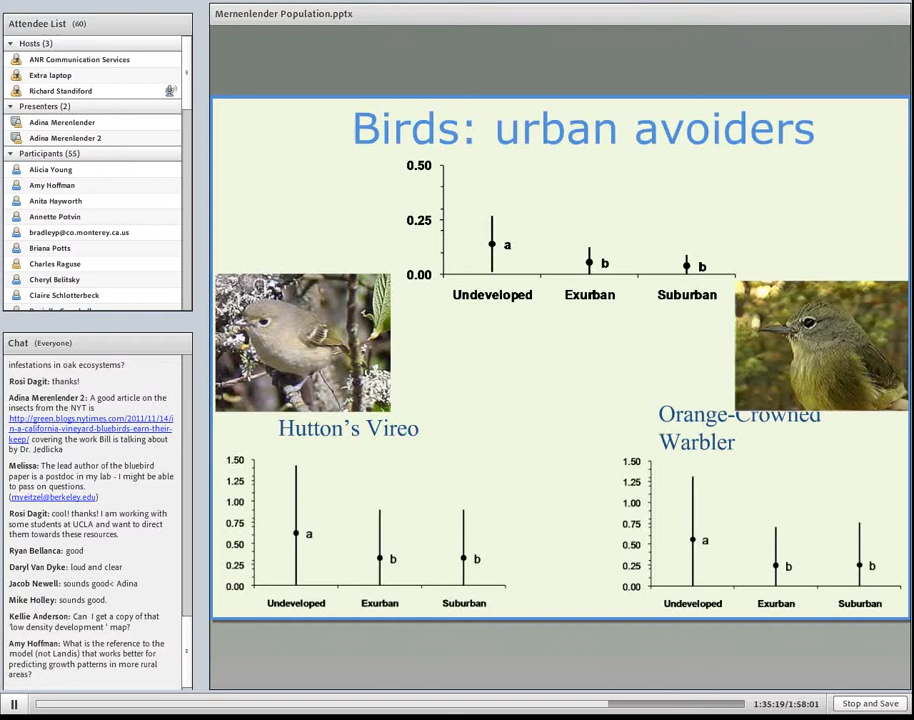 Mernenlender Population.pptx
Attendee List (60)
Hosts (3)
ANR Communication Services
Extra laptop
Richard Standiford
Presenters (2)
Adina Merenlender
Adina Merenlender 2
Participants (55)
Alicia Young
Amy Hoffman
Anita Hayworth
Annette Potvin
bradleyp@co.monterey.ca.us
Briana Potts
Charles Raguse
Cheryl Belitsky
Claire Schlotterbeck
Chat (Everyone)
infestations in oak ecosystems?
Rosi Dagit: thanks!
Adina Merenlender 2: A good article on the
insects from the NYT is
http://green.blogs.nytimes.com/2011/11/14/i
n-a-california-vineyard-bluebirds-earn-their-
keep/ covering the work Bill is talking about
by Dr. Jedlicka
Melissa: The lead author of the bluebird
paper is a postdoc in my lab - I might be able to
pass on questions.
(mveitzel@berkeley.edu)
Rosi Dagit: cool! thanks! I am working with
some students at UCLA and want to direct
them towards these resources.
Ryan Bellanca: good
Daryl Van Dyke: loud and clear
Jacob Newell: sounds good< Adina
Mike Holley: sounds good.
Kellie Anderson: Can I get a copy of that
'low density development ' map?
Amy Hoffman: What is the reference to the
model (not Landis) that works better for
predicting growth patterns in more rural
areas?
Birds: urban avoiders
0.50
0.25
0.00
a
b
b
Undeveloped Exurban Suburban
Hutton's Vireo
1.50
1.25
1.00
0.75
0.50
0.25
0.00
a
b
b
Undeveloped Exurban Suburban
Orange-Crowned
Warbler
1.50
1.25
1.00
0.75
0.50
0.25
0.00
a
b
b
Undeveloped Exurban Suburban
1:35:19/1:58:01
Stop and Save